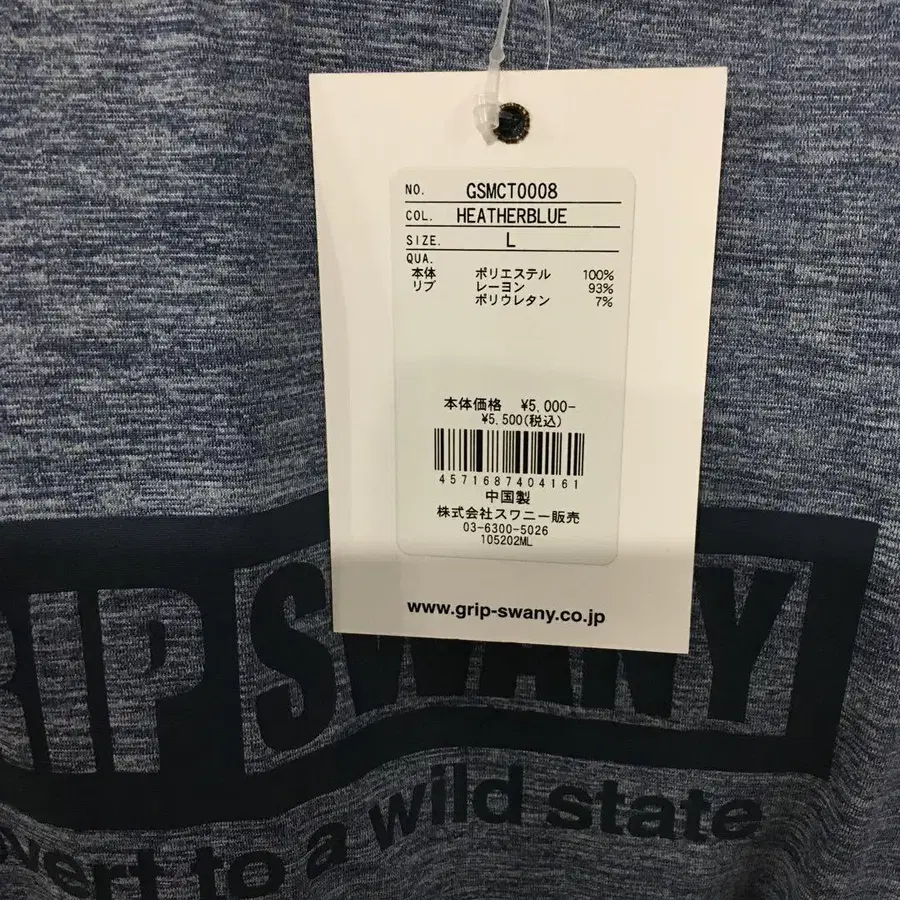 NO. GSMCT0008
COL. HEATHERBLUE
SIZE. L
QUA.
本体 ポリエステル 100%
リブ レーヨン 93%
ポリウレタン 7%
本体価格 ¥5,000-
¥5,500(税込)
4571687404161
中国製
株式会社スワニー販売
03-6300-5026
105202ML
www.grip-swany.co.jp
RIP SWANY
evert to a wild state